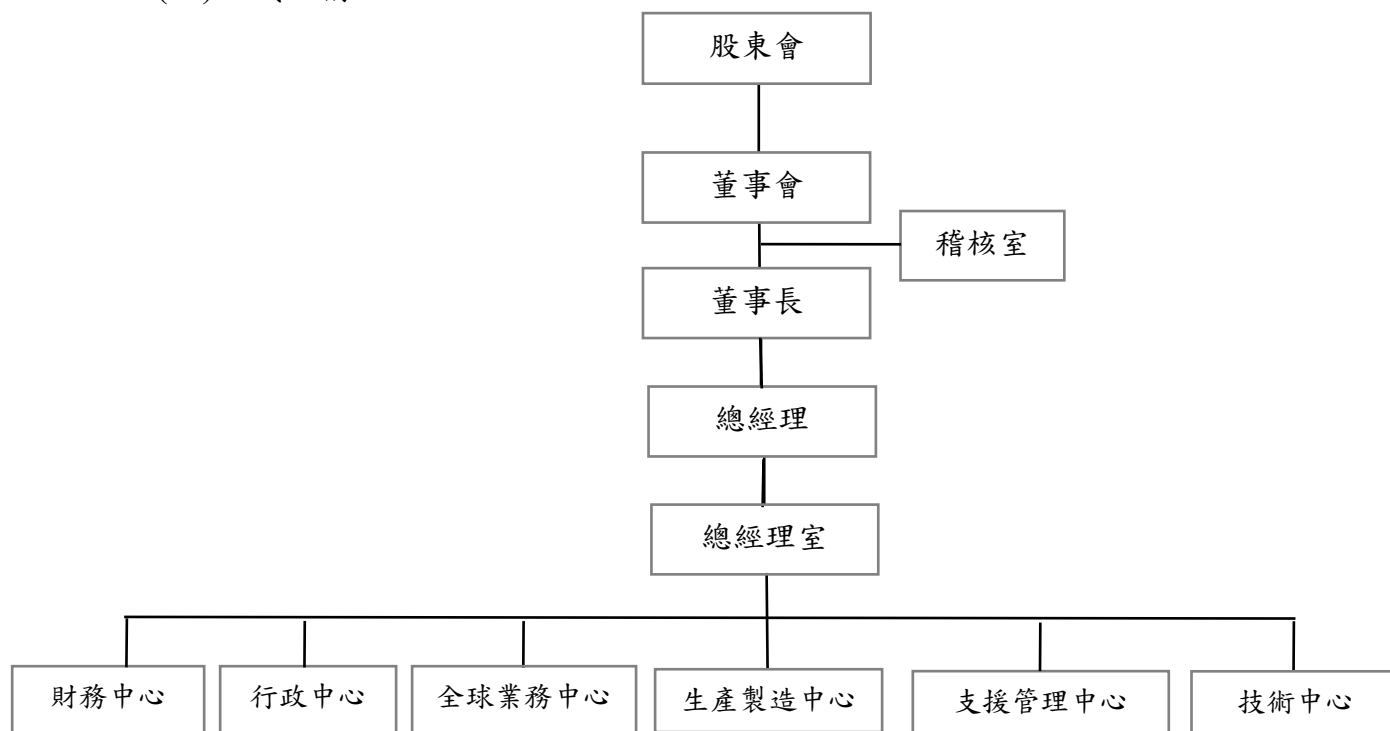 股東會
董事會
稽核室
董事長
總經理
總經理室
財務中心 行政中心 全球業務中心 生產製造中心 支援管理中心 技術中心